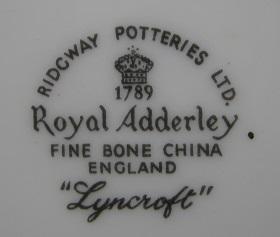 RIDGWAY POTTERIES LTD.
1789
Royal Adderley
FINE BONE CHINA
ENGLAND
"Lyncroft"